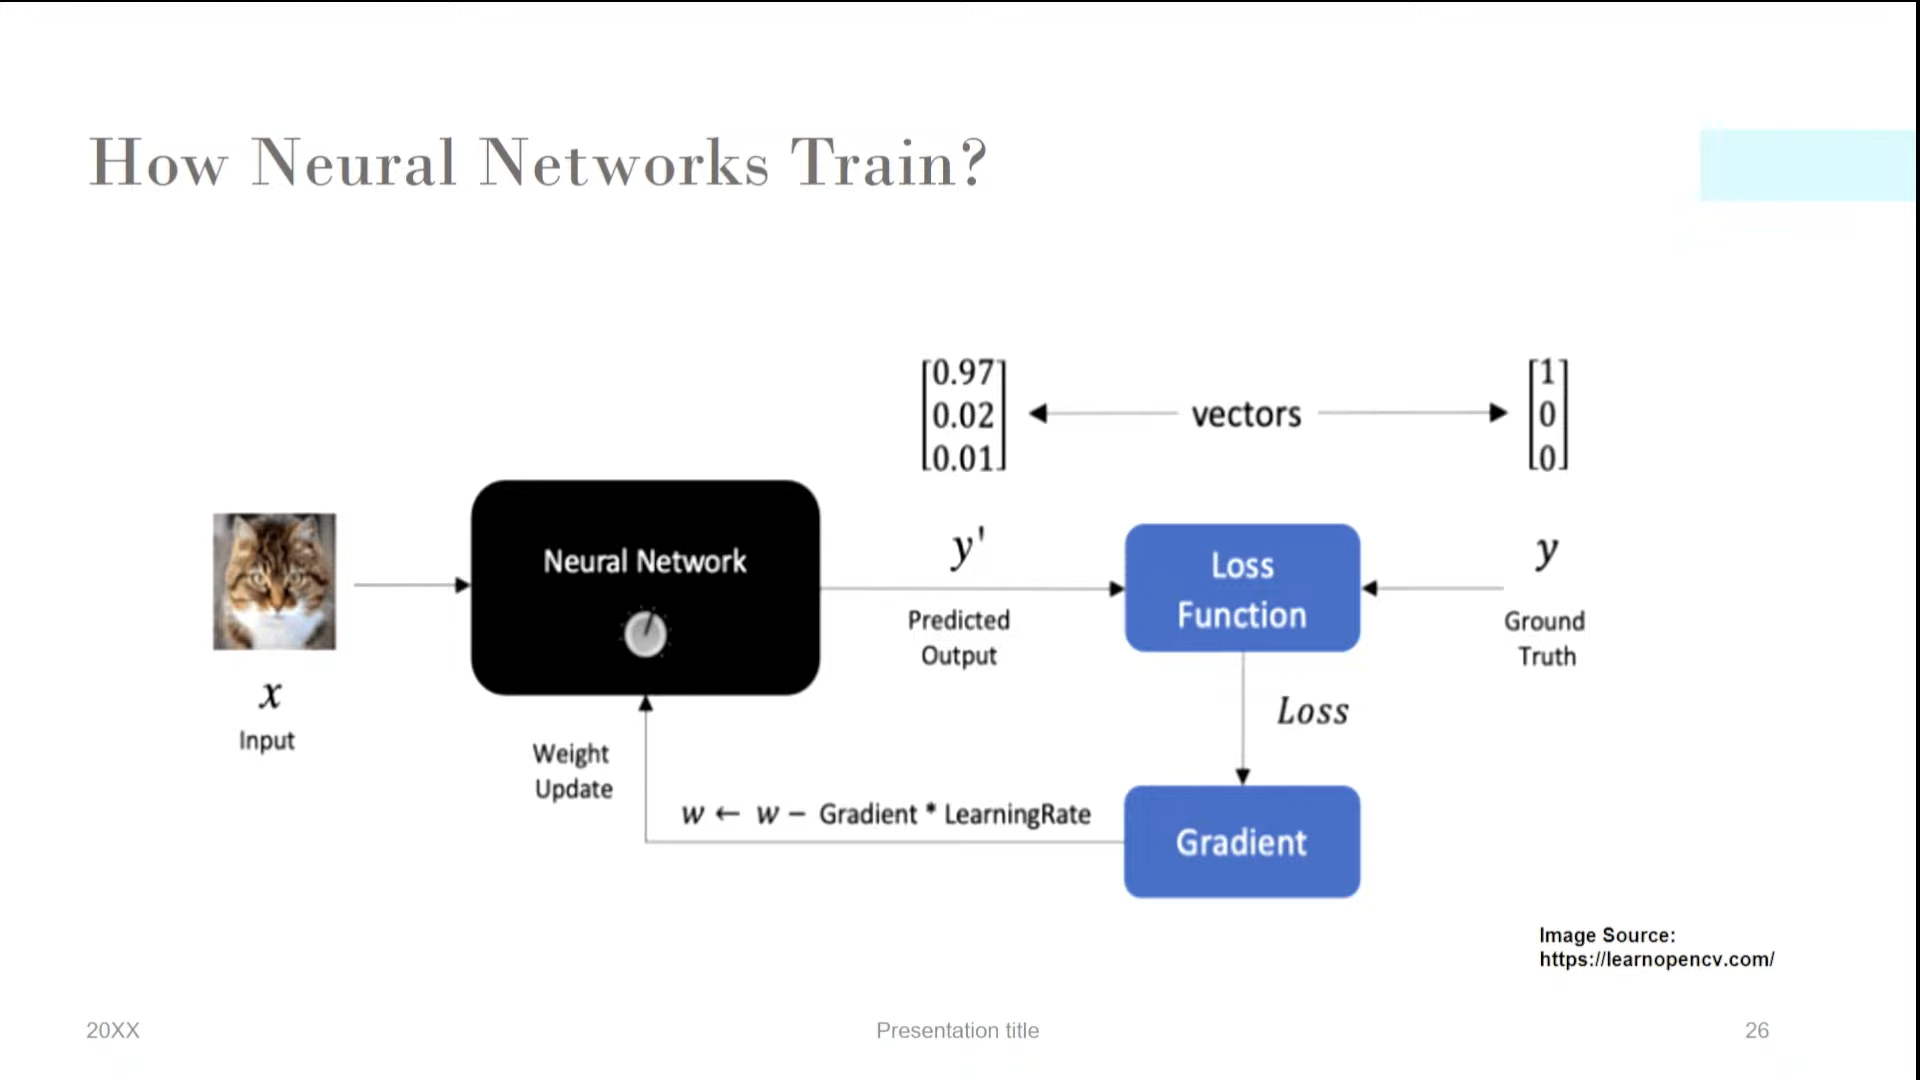 How Neural Networks Train?
[0.97]
[0.02]
[0.01]
vectors
[1]
[0]
[0]
Neural Network
y'
Predicted
Output
Loss
Function
y
Ground
Truth
x
Input
Loss
Weight
Update
w ← w − Gradient * LearningRate
Gradient
Image Source:
https://learnopencv.com/
20XX
Presentation title
26